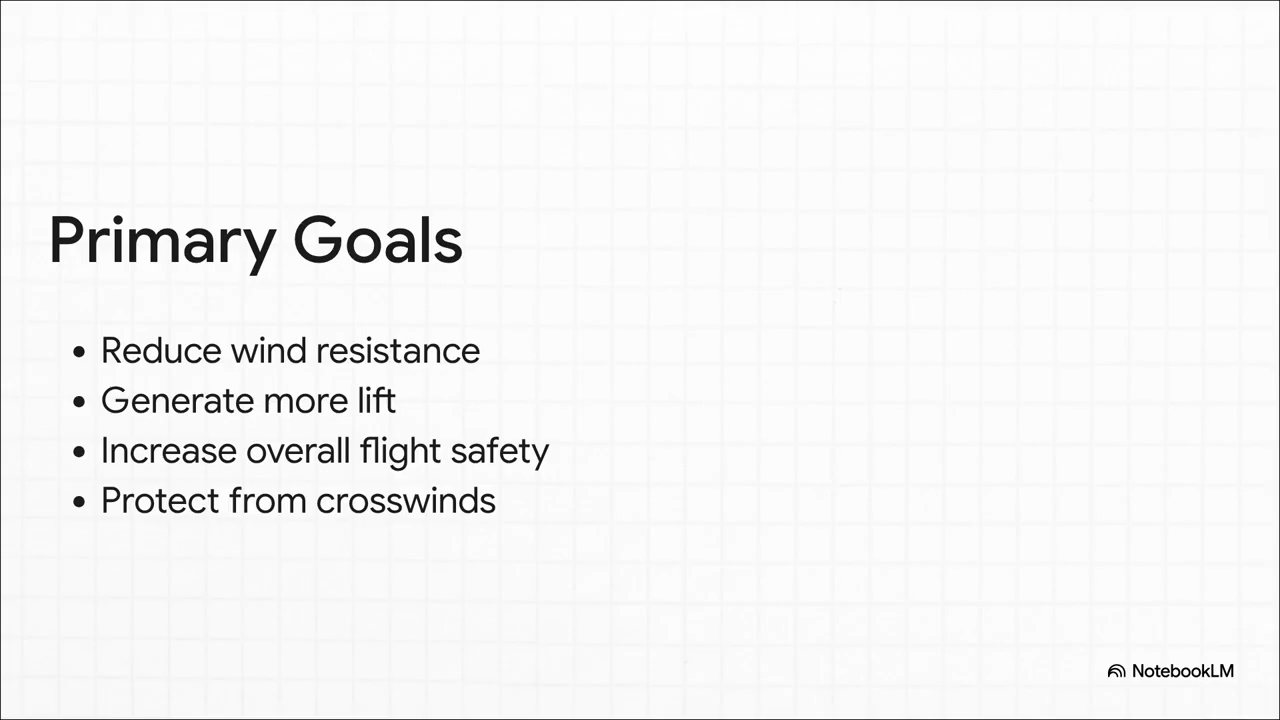 Primary Goals
• Reduce wind resistance
• Generate more lift
• Increase overall flight safety
• Protect from crosswinds
NotebookLM